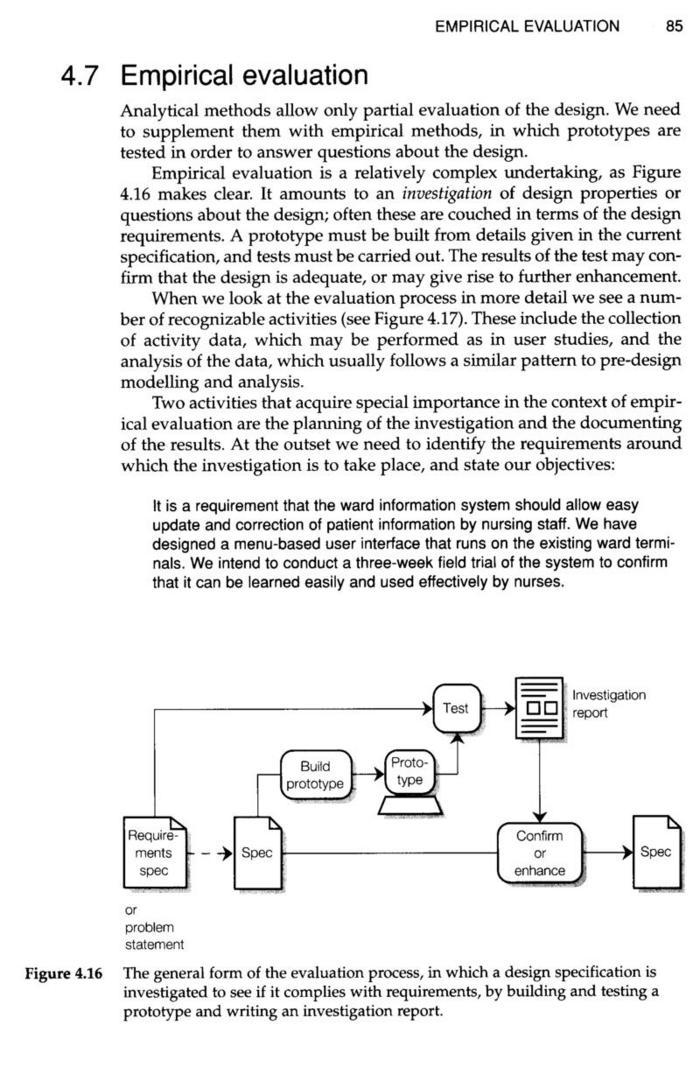 EMPIRICAL EVALUATION 85
4.7 Empirical evaluation
Analytical methods allow only partial evaluation of the design. We need
to supplement them with empirical methods, in which prototypes are
tested in order to answer questions about the design.
Empirical evaluation is a relatively complex undertaking, as Figure
4.16 makes clear. It amounts to an investigation of design properties or
questions about the design; often these are couched in terms of the design
requirements. A prototype must be built from details given in the current
specification, and tests must be carried out. The results of the test may con-
firm that the design is adequate, or may give rise to further enhancement.
When we look at the evaluation process in more detail we see a num-
ber of recognizable activities (see Figure 4.17). These include the collection
of activity data, which may be performed as in user studies, and the
analysis of the data, which usually follows a similar pattern to pre-design
modelling and analysis.
Two activities that acquire special importance in the context of empir-
ical evaluation are the planning of the investigation and the documenting
of the results. At the outset we need to identify the requirements around
which the investigation is to take place, and state our objectives:
It is a requirement that the ward information system should allow easy
update and correction of patient information by nursing staff. We have
designed a menu-based user interface that runs on the existing ward termi-
nals. We intend to conduct a three-week field trial of the system to confirm
that it can be learned easily and used effectively by nurses.
Test
Investigation
report
Build
prototype
Proto-
type
Require-
ments
spec
Spec
Confirm
or
enhance
Spec
or
problem
statement
Figure 4.16 The general form of the evaluation process, in which a design specification is
investigated to see if it complies with requirements, by building and testing a
prototype and writing an investigation report.